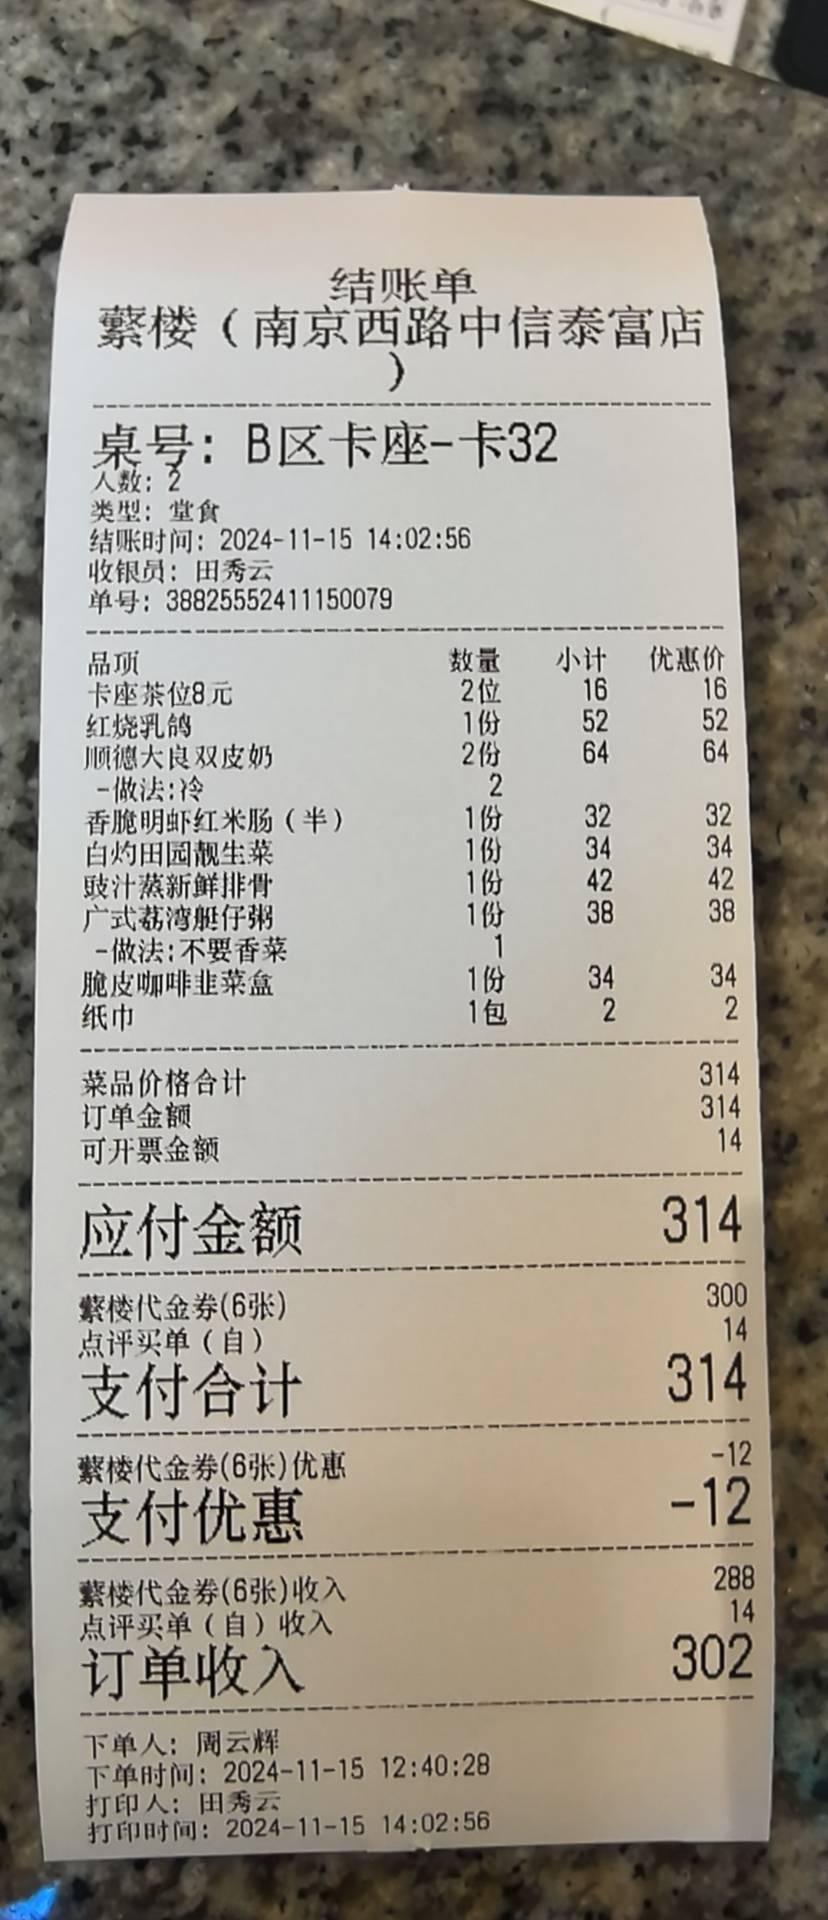 结账单
蘩楼（南京西路中信泰富店
）
桌号: B区卡座-卡32
人数: 2
类型: 堂食
结账时间: 2024-11-15 14:02:56
收银员: 田秀云
单号: 38825552411150079
品项 数量 小计 优惠价
卡座茶位8元 2位 16 16
红烧乳鸽 1份 52 52
顺德大良双皮奶 2份 64 64
-做法:冷 2
香脆明虾红米肠（半） 1份 32 32
白灼田园靓生菜 1份 34 34
豉汁蒸新鲜排骨 1份 42 42
广式荔湾艇仔粥 1份 38 38
-做法:不要香菜 1
脆皮咖啡韭菜盒 1份 34 34
纸巾 1包 2 2
菜品价格合计 314
订单金额 314
可开票金额 14
应付金额 314
蘩楼代金券(6张) 300
点评买单（自） 14
支付合计 314
蘩楼代金券(6张)优惠 -12
支付优惠 -12
蘩楼代金券(6张)收入 288
点评买单（自）收入 14
订单收入 302
下单人: 周云辉
下单时间: 2024-11-15 12:40:28
打印人: 田秀云
打印时间: 2024-11-15 14:02:56